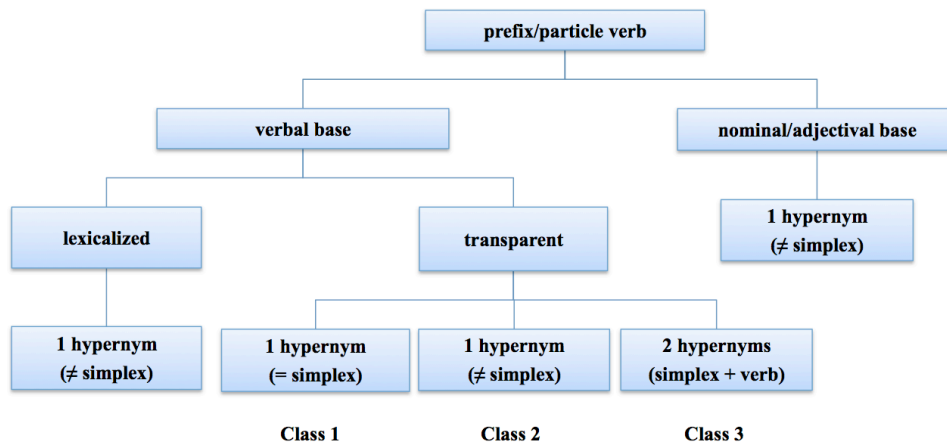 prefix/particle verb
verbal base
nominal/adjectival base
lexicalized
transparent
1 hypernym
(≠ simplex)
1 hypernym
(≠ simplex)
1 hypernym
(= simplex)
1 hypernym
(≠ simplex)
2 hypernyms
(simplex + verb)
Class 1
Class 2
Class 3